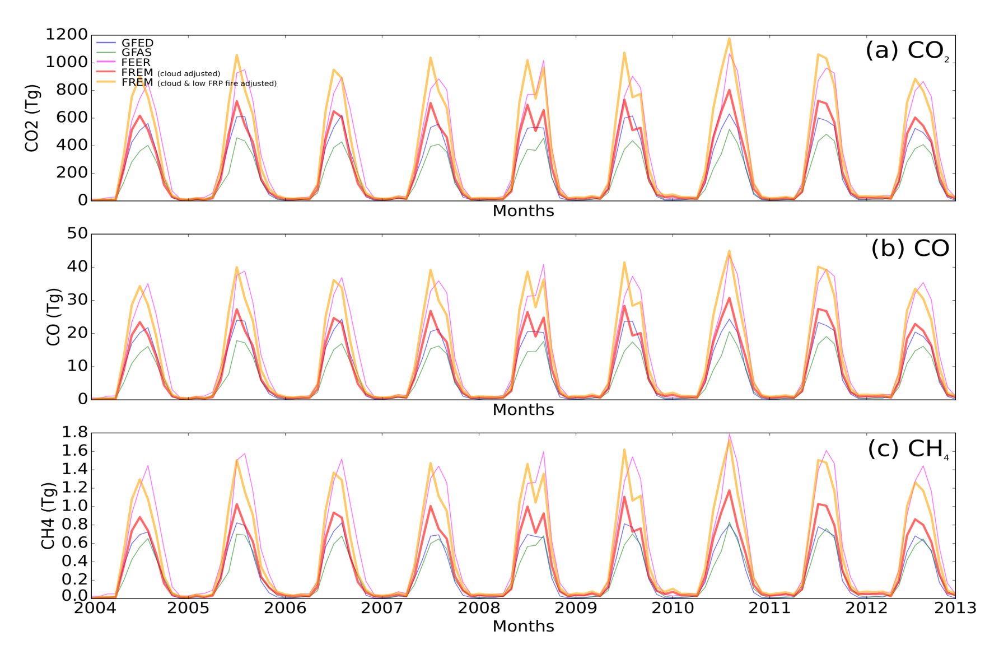 1200
1000
800
600
400
200
0
CO2 (Tg)
GFED
GFAS
FEER
FREM (cloud adjusted)
FREM (cloud & low FRP fire adjusted)
(a) CO₂
Months
50
40
30
20
10
0
CO (Tg)
(b) CO
Months
1.8
1.6
1.4
1.2
1.0
0.8
0.6
0.4
0.2
0.0
CH4 (Tg)
(c) CH₄
2004 2005 2006 2007 2008 2009 2010 2011 2012 2013
Months